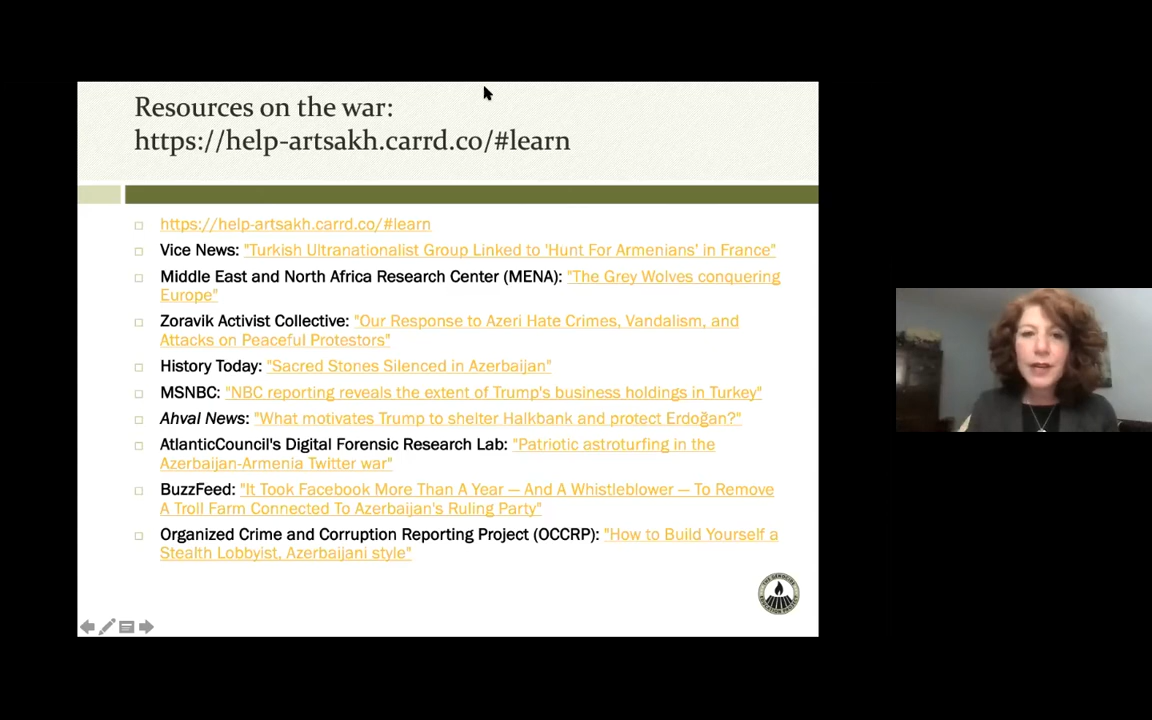 Resources on the war:
https://help-artsakh.carrd.co/#learn
https://help-artsakh.carrd.co/#learn
Vice News: "Turkish Ultranationalist Group Linked to 'Hunt For Armenians' in France"
Middle East and North Africa Research Center (MENA): "The Grey Wolves conquering
Europe"
Zoravik Activist Collective: "Our Response to Azeri Hate Crimes, Vandalism, and
Attacks on Peaceful Protestors"
History Today: "Sacred Stones Silenced in Azerbaijan"
MSNBC: "NBC reporting reveals the extent of Trump's business holdings in Turkey"
Ahval News: "What motivates Trump to shelter Halkbank and protect Erdoğan?"
AtlanticCouncil's Digital Forensic Research Lab: "Patriotic astroturfing in the
Azerbaijan-Armenia Twitter war"
BuzzFeed: "It Took Facebook More Than A Year — And A Whistleblower — To Remove
A Troll Farm Connected To Azerbaijan's Ruling Party"
Organized Crime and Corruption Reporting Project (OCCRP): "How to Build Yourself a
Stealth Lobbyist, Azerbaijani style"
THE GENOCIDE
EDUCATION PROJECT